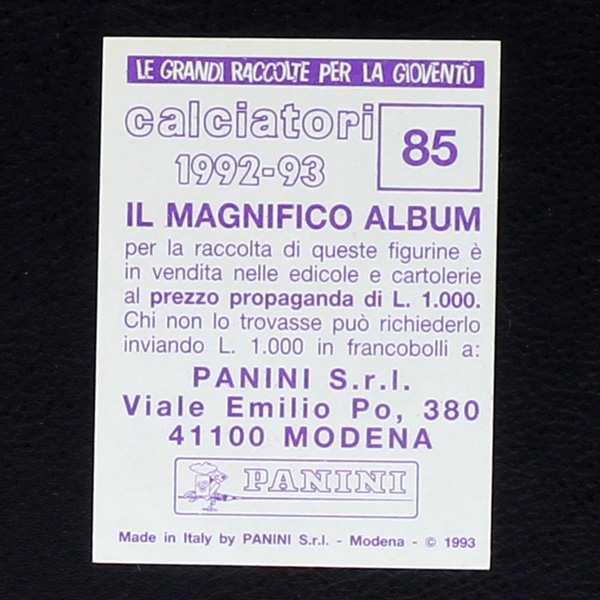 LE GRANDI RACCOLTE PER LA GIOVENTÙ
calciatori
1992-93
85
IL MAGNIFICO ALBUM
per la raccolta di queste figurine è
in vendita nelle edicole e cartolerie
al prezzo propaganda di L. 1.000.
Chi non lo trovasse può richiederlo
inviando L. 1.000 in francobolli a:
PANINI S.r.l.
Viale Emilio Po, 380
41100 MODENA
PANINI
Made in Italy by PANINI S.r.l. - Modena - © 1993